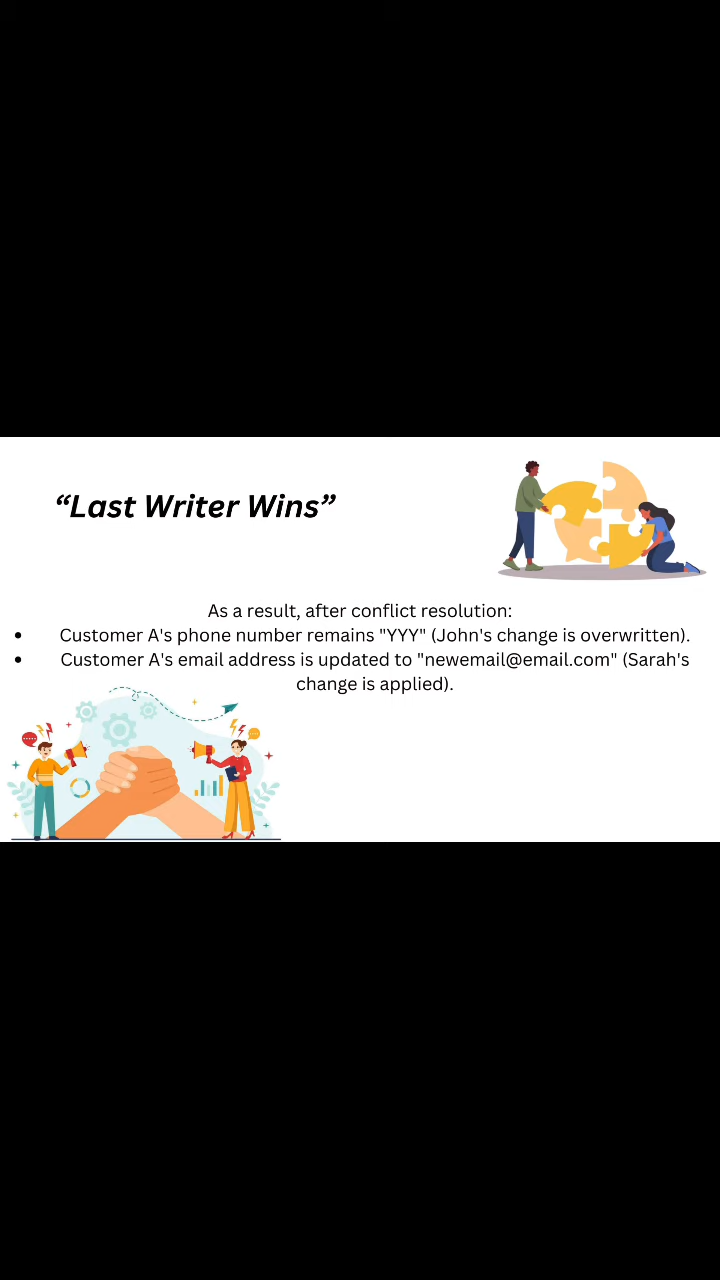 “Last Writer Wins”
As a result, after conflict resolution:
• Customer A's phone number remains "YYY" (John's change is overwritten).
• Customer A's email address is updated to "newemail@email.com" (Sarah's
change is applied).